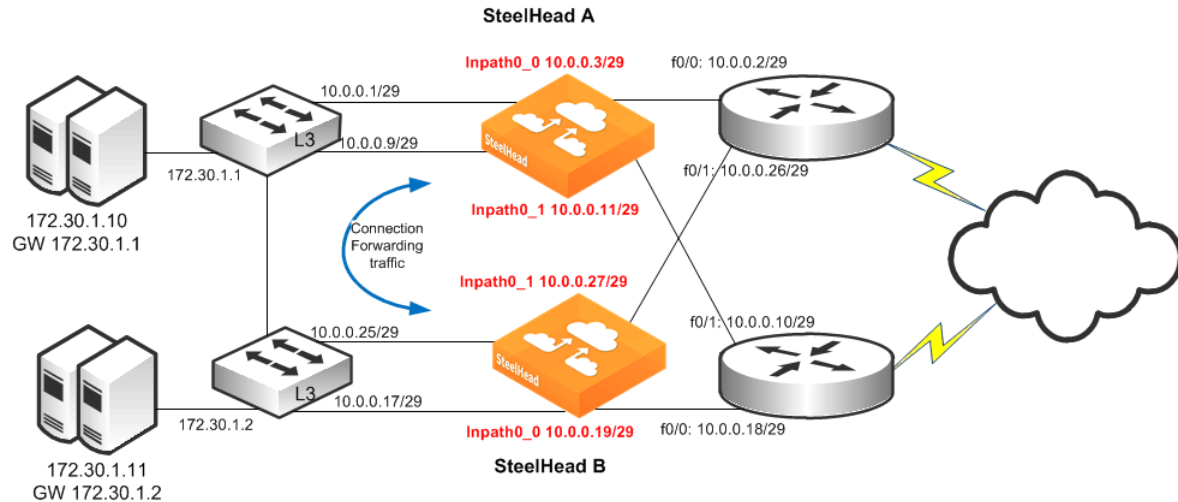 SteelHead A
Inpath0_0 10.0.0.3/29
f0/0: 10.0.0.2/29
10.0.0.1/29
L3
10.0.0.9/29
SteelHead
172.30.1.1
f0/1: 10.0.0.26/29
172.30.1.10
GW 172.30.1.1
Inpath0_1 10.0.0.11/29
Connection
Forwarding
traffic
Inpath0_1 10.0.0.27/29
10.0.0.25/29
f0/1: 10.0.0.10/29
SteelHead
L3
10.0.0.17/29
172.30.1.2
Inpath0_0 10.0.0.19/29
f0/0: 10.0.0.18/29
172.30.1.11
GW 172.30.1.2
SteelHead B